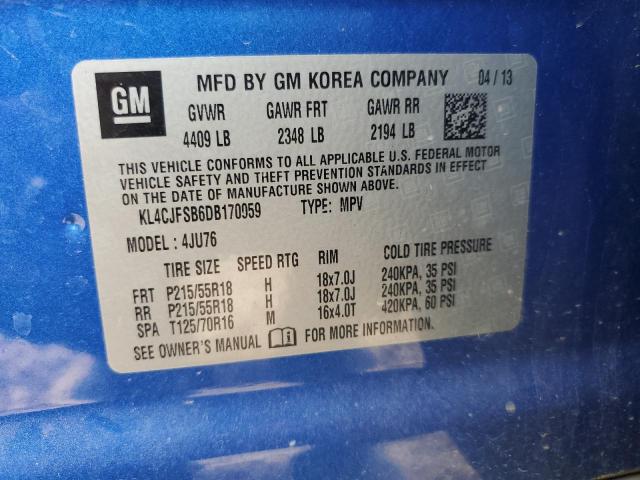 GM
MFD BY GM KOREA COMPANY 04/13
GVWR GAWR FRT GAWR RR
4409 LB 2348 LB 2194 LB
THIS VEHICLE CONFORMS TO ALL APPLICABLE U.S. FEDERAL MOTOR
VEHICLE SAFETY AND THEFT PREVENTION STANDARDS IN EFFECT
ON THE DATE OF MANUFACTURE SHOWN ABOVE.
KL4CJFSB6DB170959 TYPE: MPV
MODEL: 4JU76
TIRE SIZE SPEED RTG RIM COLD TIRE PRESSURE
FRT P215/55R18 H 18x7.0J 240KPA, 35 PSI
RR P215/55R18 H 18x7.0J 240KPA, 35 PSI
SPA T125/70R16 M 16x4.0T 420KPA, 60 PSI
SEE OWNER'S MANUAL i FOR MORE INFORMATION.